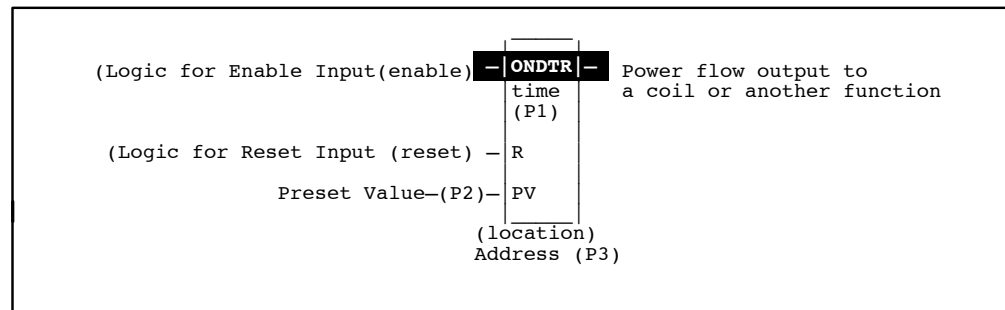 (Logic for Enable Input(enable) —|ONDTR|— Power flow output to
time a coil or another function
(P1)
(Logic for Reset Input (reset) — R
Preset Value—(P2)— PV
(location)
Address (P3)